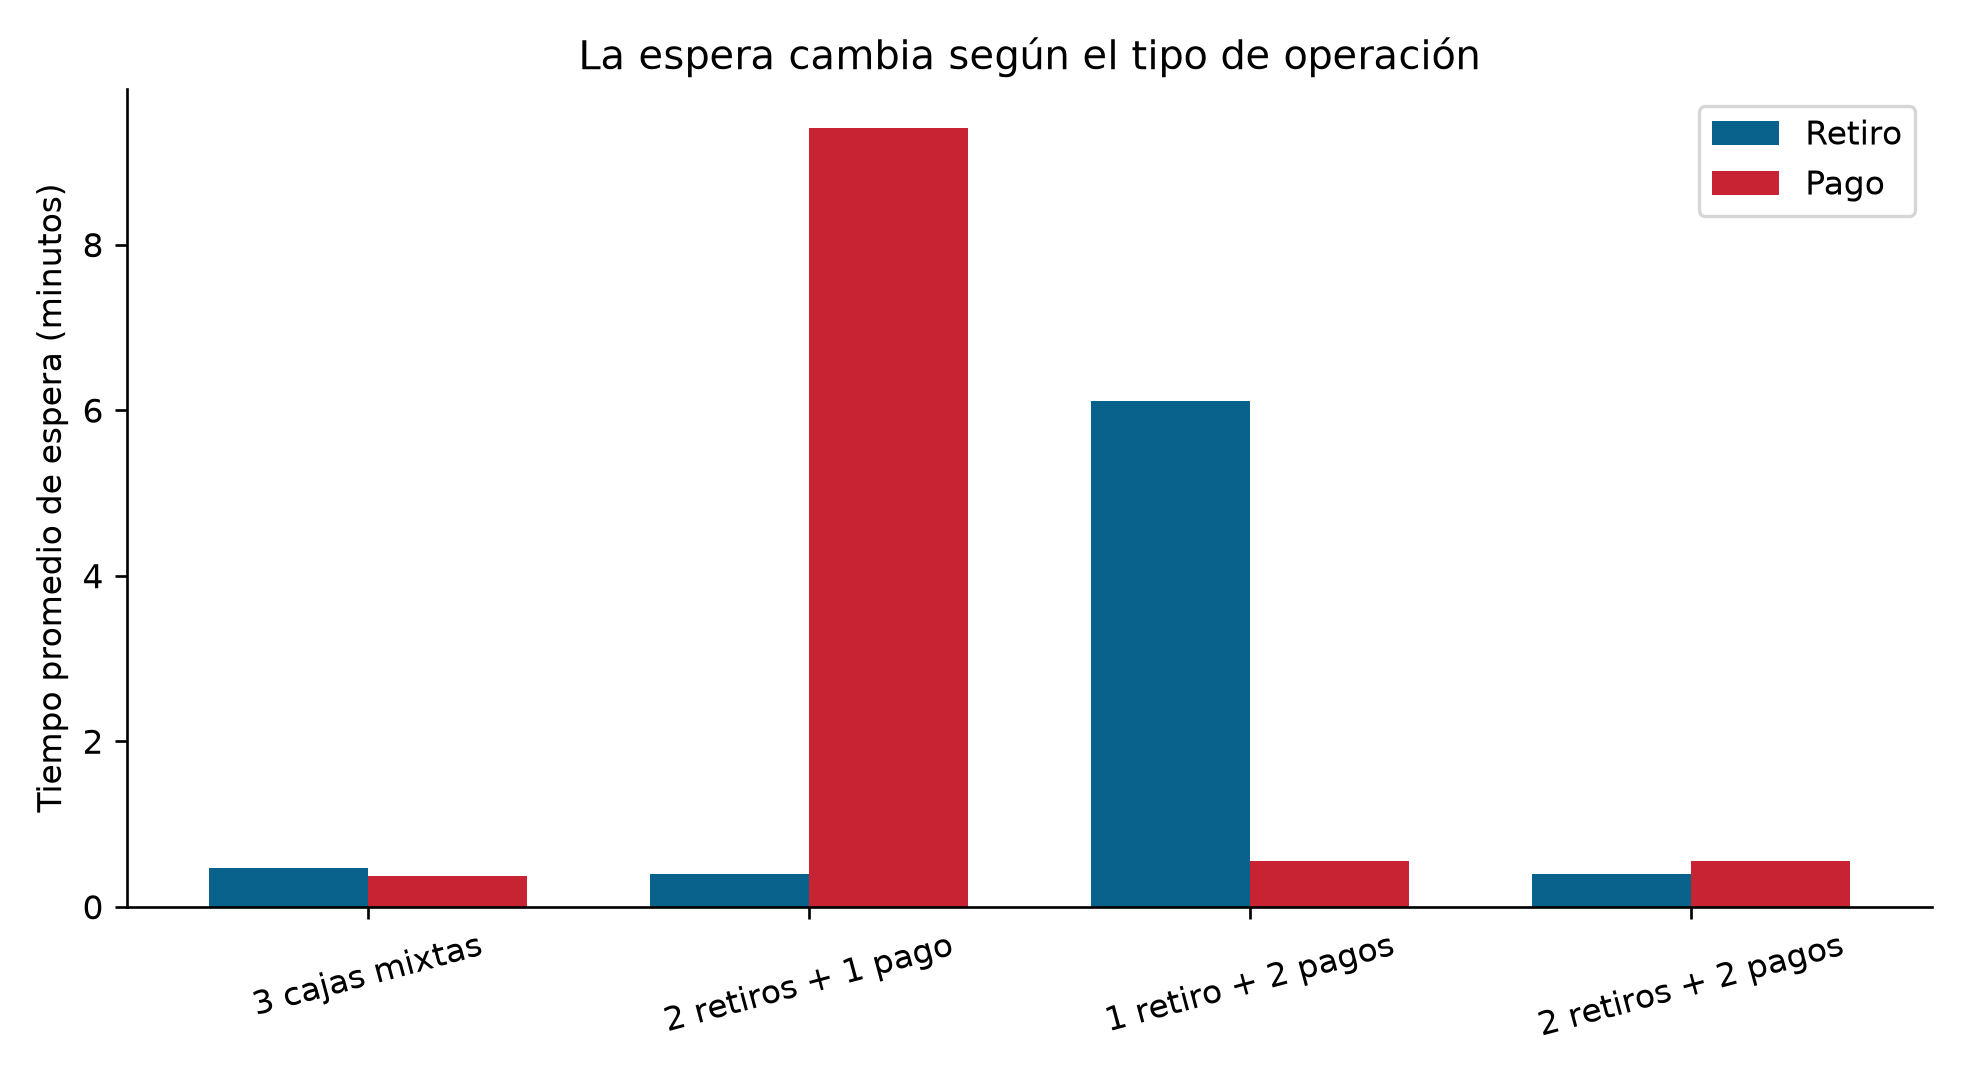 La espera cambia según el tipo de operación
Retiro
Pago
Tiempo promedio de espera (minutos)
8
6
4
2
0
3 cajas mixtas
2 retiros + 1 pago
1 retiro + 2 pagos
2 retiros + 2 pagos